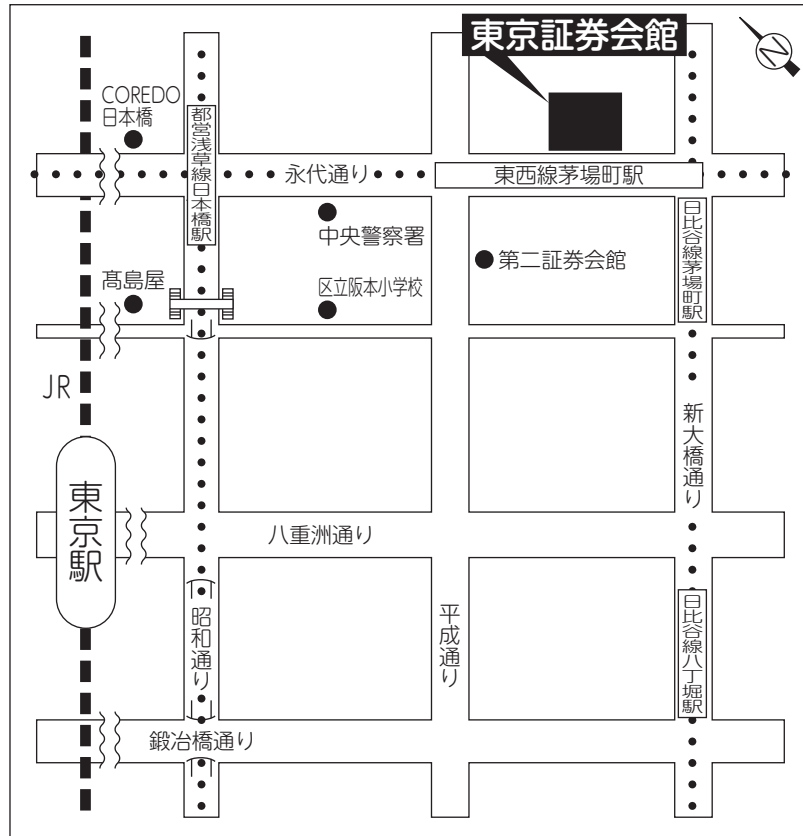 東京証券会館
N
COREDO
日本橋
都営浅草線日本橋駅
永代通り
東西線茅場町駅
中央警察署
第二証券会館
日比谷線茅場町駅
髙島屋
区立阪本小学校
JR
新大橋通り
東京駅
八重洲通り
昭和通り
平成通り
日比谷線八丁堀駅
鍛冶橋通り